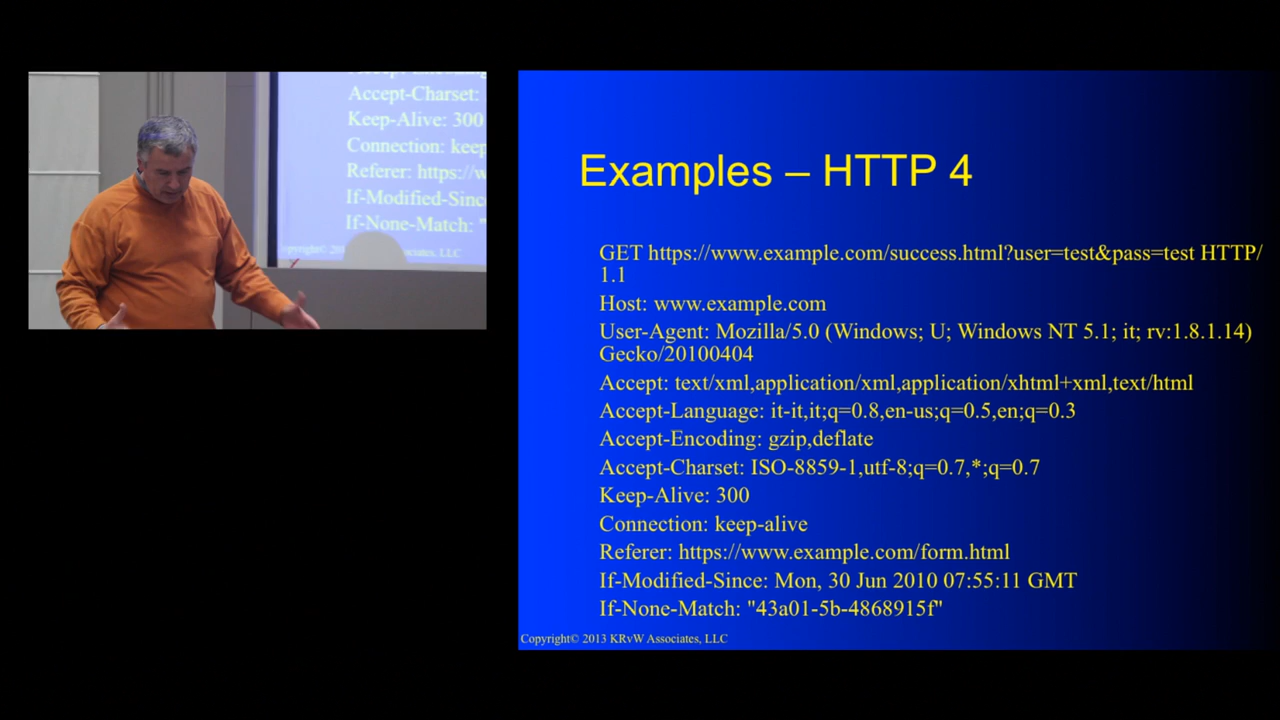 Accept-Charset:
Keep-Alive: 300
Connection: keep
Referer: https://w
If-Modified-Sinc
If-None-Match: "
opyright© 201
ociates, LLC
Examples – HTTP 4
GET https://www.example.com/success.html?user=test&pass=test HTTP/
1.1
Host: www.example.com
User-Agent: Mozilla/5.0 (Windows; U; Windows NT 5.1; it; rv:1.8.1.14)
Gecko/20100404
Accept: text/xml,application/xml,application/xhtml+xml,text/html
Accept-Language: it-it,it;q=0.8,en-us;q=0.5,en;q=0.3
Accept-Encoding: gzip,deflate
Accept-Charset: ISO-8859-1,utf-8;q=0.7,*;q=0.7
Keep-Alive: 300
Connection: keep-alive
Referer: https://www.example.com/form.html
If-Modified-Since: Mon, 30 Jun 2010 07:55:11 GMT
If-None-Match: "43a01-5b-4868915f"
Copyright© 2013 KRvW Associates, LLC